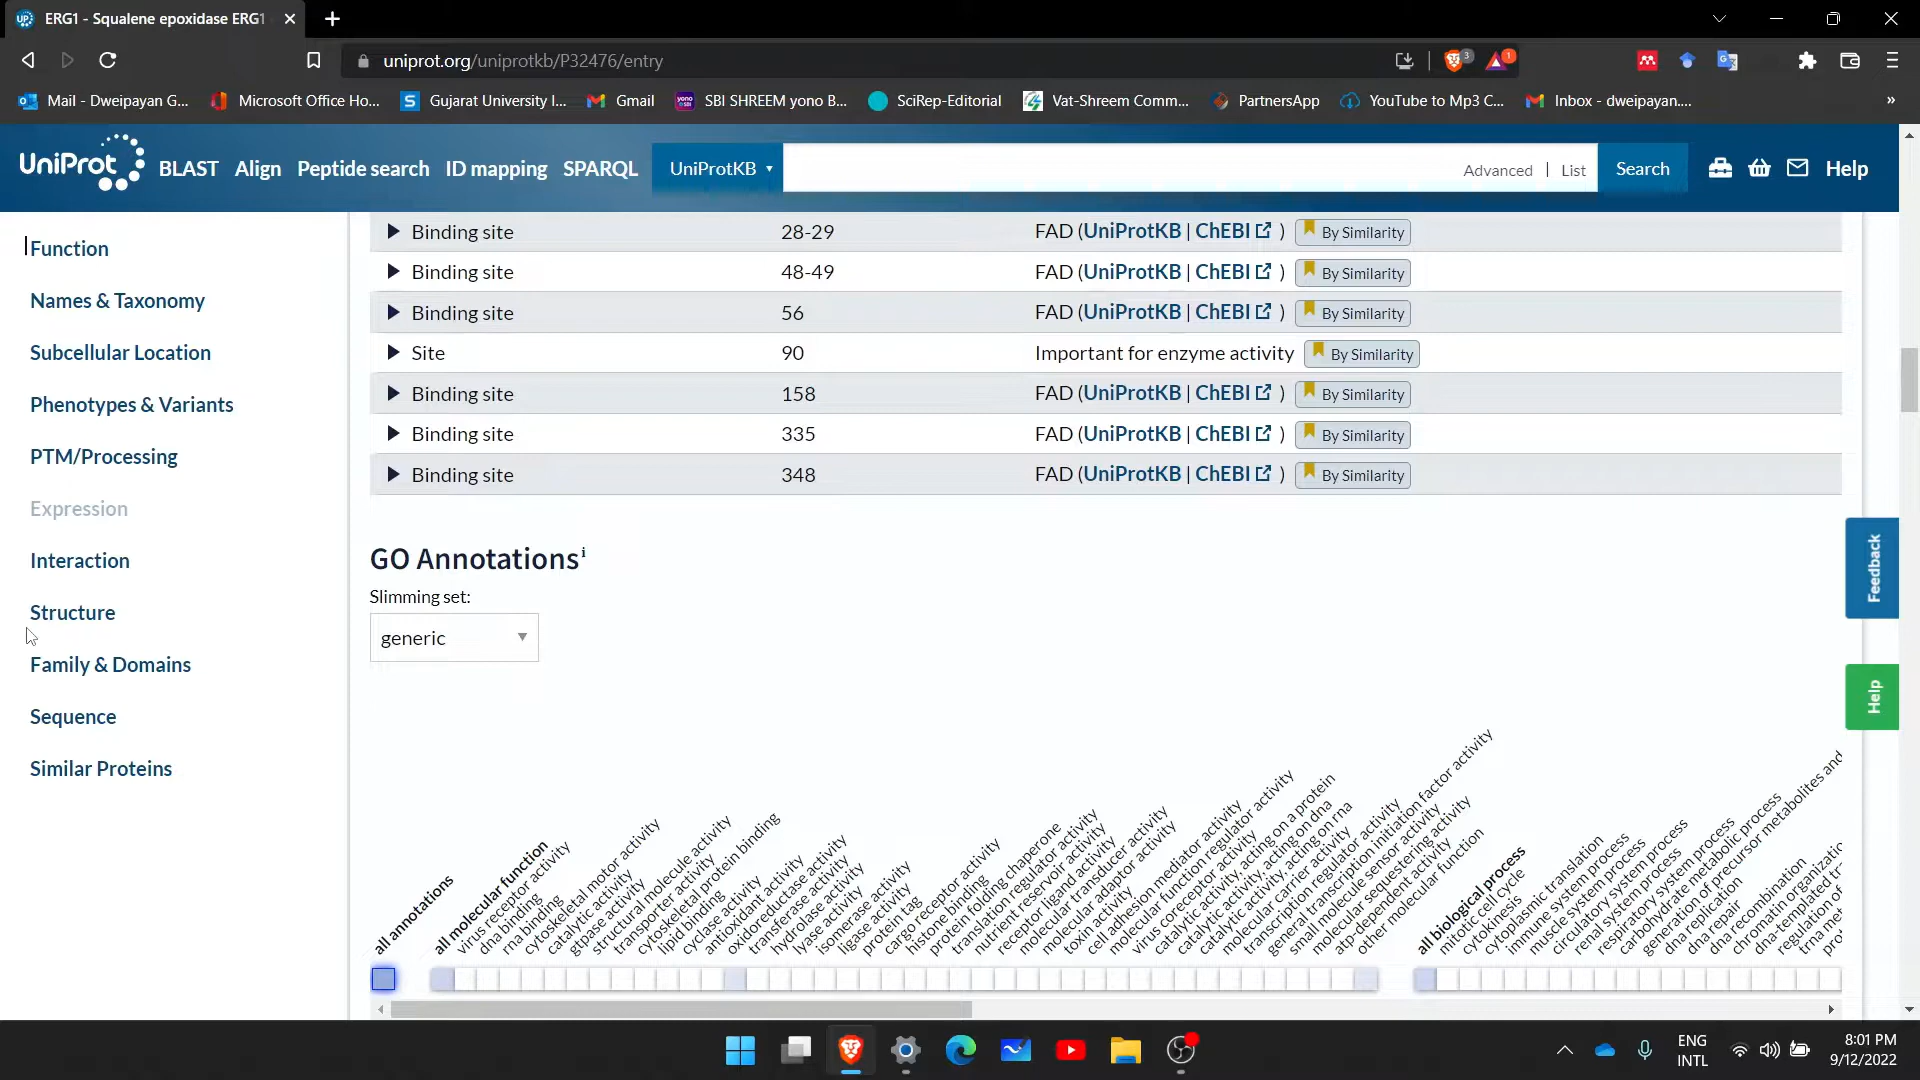 ERG1 - Squalene epoxidase ERG1
uniprot.org/uniprotkb/P32476/entry
3
1
Mail - Dweipayan G...
Microsoft Office Ho...
Gujarat University I...
Gmail
SBI SHREEM yono B...
SciRep-Editorial
Vat-Shreem Comm...
PartnersApp
YouTube to Mp3 C...
Inbox - dweipayan....
»
UniProt BLAST Align Peptide search ID mapping SPARQL UniProtKB Advanced | List Search Help
Function
Names & Taxonomy
Subcellular Location
Phenotypes & Variants
PTM/Processing
Expression
Interaction
Structure
Family & Domains
Sequence
Similar Proteins
Binding site 28-29 FAD (UniProtKB | ChEBI ) By Similarity
Binding site 48-49 FAD (UniProtKB | ChEBI ) By Similarity
Binding site 56 FAD (UniProtKB | ChEBI ) By Similarity
Site 90 Important for enzyme activity By Similarity
Binding site 158 FAD (UniProtKB | ChEBI ) By Similarity
Binding site 335 FAD (UniProtKB | ChEBI ) By Similarity
Binding site 348 FAD (UniProtKB | ChEBI ) By Similarity
GO Annotationsⁱ
Slimming set:
generic
all annotations
all molecular function
virus receptor activity
dna binding
rna binding
cytoskeletal motor activity
catalytic activity
gtpase activity
structural molecule activity
transporter activity
cytoskeletal protein binding
lipid binding
cyclase activity
antioxidant activity
oxidoreductase activity
transferase activity
hydrolase activity
lyase activity
isomerase activity
ligase activity
protein tag
cargo receptor activity
histone binding
protein folding chaperone
translation regulator activity
nutrient reservoir activity
receptor ligand activity
molecular transducer activity
molecular adaptor activity
toxin activity
cell adhesion mediator activity
molecular function regulator activity
virus coreceptor activity
catalytic activity, acting on a protein
catalytic activity, acting on dna
catalytic activity, acting on rna
molecular carrier activity
transcription regulator activity
general transcription initiation factor activity
small molecule sensor activity
molecular sequestering activity
atp-dependent activity
other molecular function
all biological process
mitotic cell cycle
cytokinesis
cytoplasmic translation
immune system process
muscle system process
circulatory system process
renal system process
respiratory system process
carbohydrate metabolic process
generation of precursor metabolites and
dna replication
dna repair
dna recombination
chromatin organizatio
dna-templated tr
regulation of
trna met
prot
Feedback
Help
ENG
INTL
8:01 PM
9/12/2022